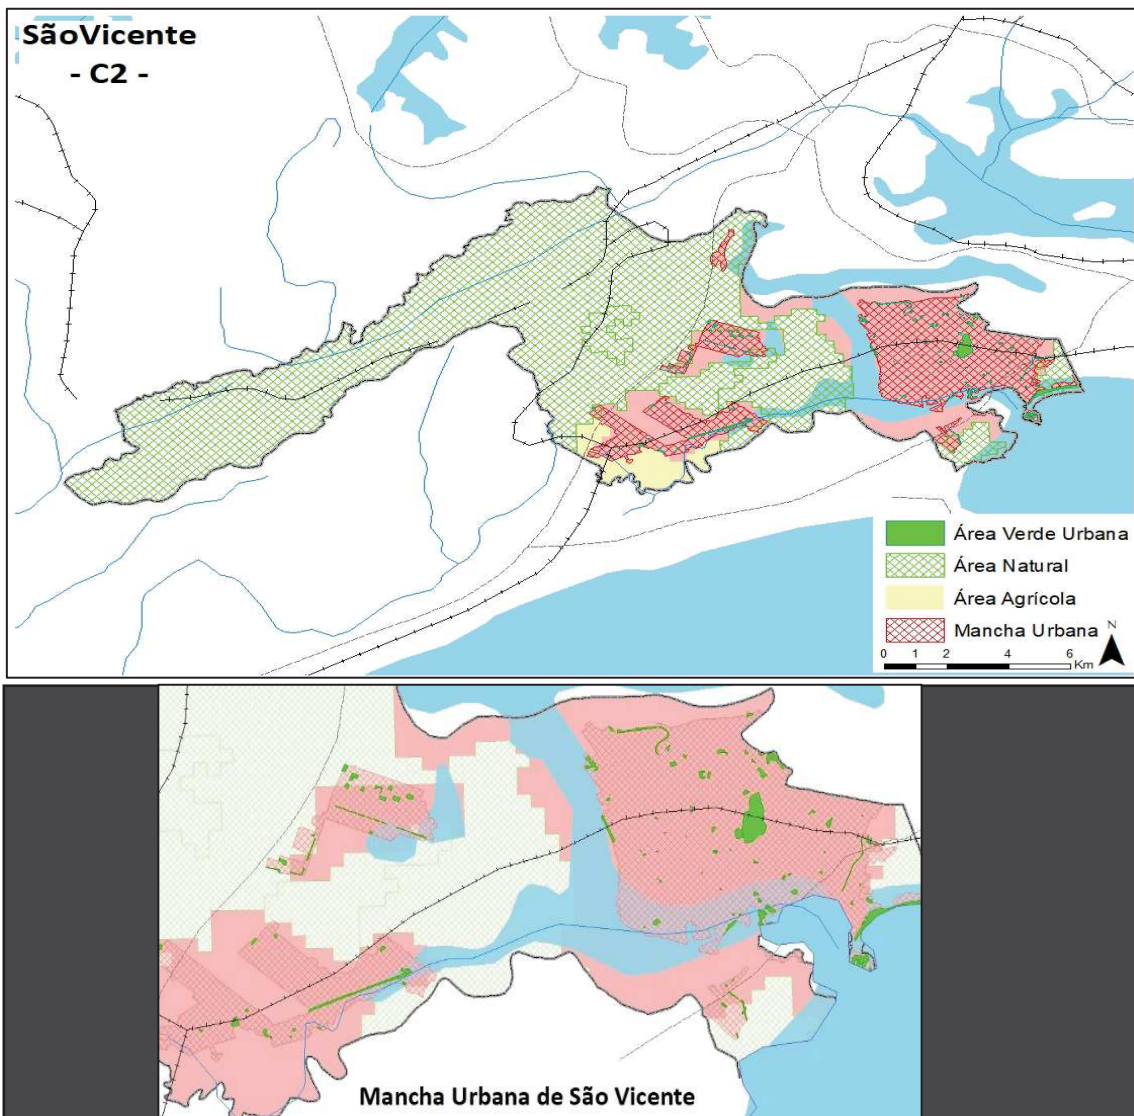 SãoVicente
- C2 -
Área Verde Urbana
Área Natural
Área Agrícola
Mancha Urbana
N
0 1 2 4 6
Km
Mancha Urbana de São Vicente